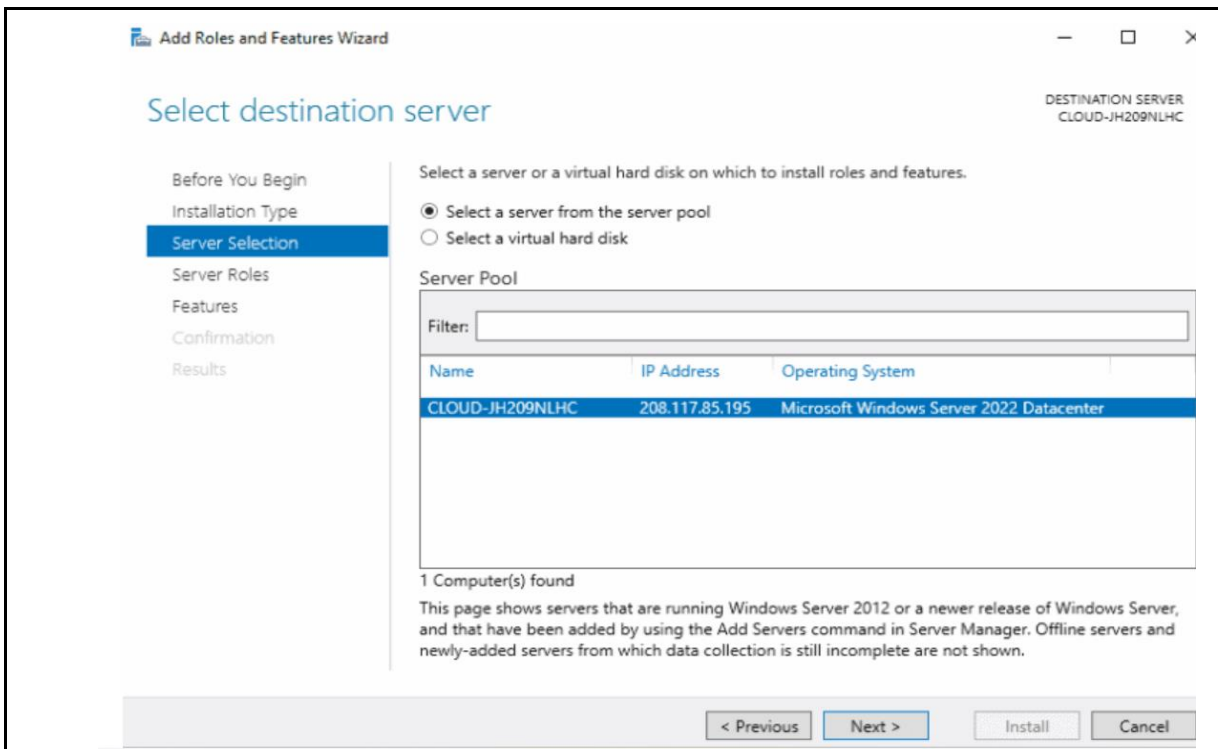 Add Roles and Features Wizard
Select destination server
DESTINATION SERVER
CLOUD-JH209NLHC
Before You Begin
Installation Type
Server Selection
Server Roles
Features
Confirmation
Results
Select a server or a virtual hard disk on which to install roles and features.
Select a server from the server pool
Select a virtual hard disk
Server Pool
Filter:
Name IP Address Operating System
CLOUD-JH209NLHC 208.117.85.195 Microsoft Windows Server 2022 Datacenter
1 Computer(s) found
This page shows servers that are running Windows Server 2012 or a newer release of Windows Server,
and that have been added by using the Add Servers command in Server Manager. Offline servers and
newly-added servers from which data collection is still incomplete are not shown.
< Previous Next > Install Cancel